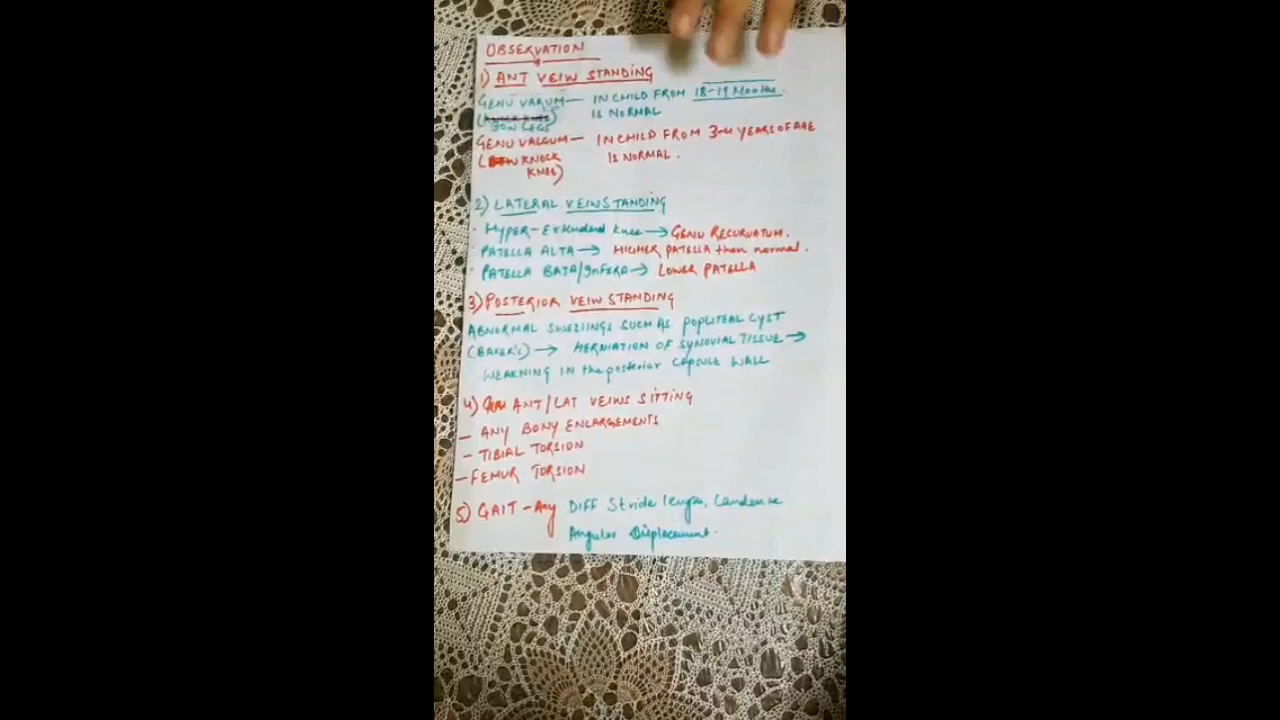 OBSERVATION
1) ANT VEIW STANDING
GENU VARUM — IN CHILD FROM 18-19 Months.
(KNOCK KNEE) IS NORMAL
BOW LEGS
GENU VALGUM — IN CHILD FROM 3-4 YEARS OF AGE
(BOW KNOCK IS NORMAL.
KNEE)
2) LATERAL VEIW STANDING
· HYPER-Extended knee → GENU RECURVATUM.
· PATELLA ALTA → HIGHER PATELLA than normal.
· PATELLA BAJA/INFERA → LOWER PATELLA
3) POSTERIOR VEIW STANDING
ABNORMAL SWELLINGS SUCH AS POPLITEAL CYST
(BAKER'S) → HERNIATION OF SYNOVIAL TISSUE →
WEAKNING IN the posterior CAPSULE WALL
4) ANT/LAT VEIWS SITTING
- ANY BONY ENLARGEMENTS
- TIBIAL TORSION
- FEMUR TORSION
5) GAIT - Any DIFF Stride length,
Angular Displacement.